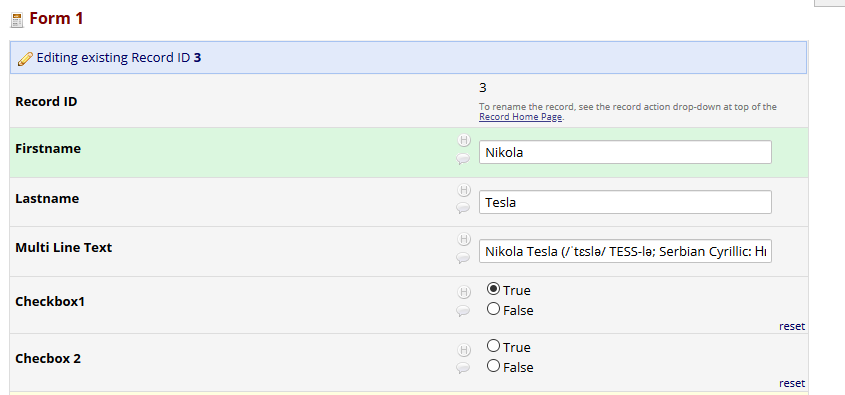 Form 1
Editing existing Record ID 3
Record ID
3
To rename the record, see the record action drop-down at top of the
Record Home Page.
Firstname
H
Nikola
Lastname
H
Tesla
Multi Line Text
H
Nikola Tesla (/ˈtɛslə/ TESS-lə; Serbian Cyrillic: Ни
Checkbox1
H
True
False
reset
Checbox 2
H
True
False
reset